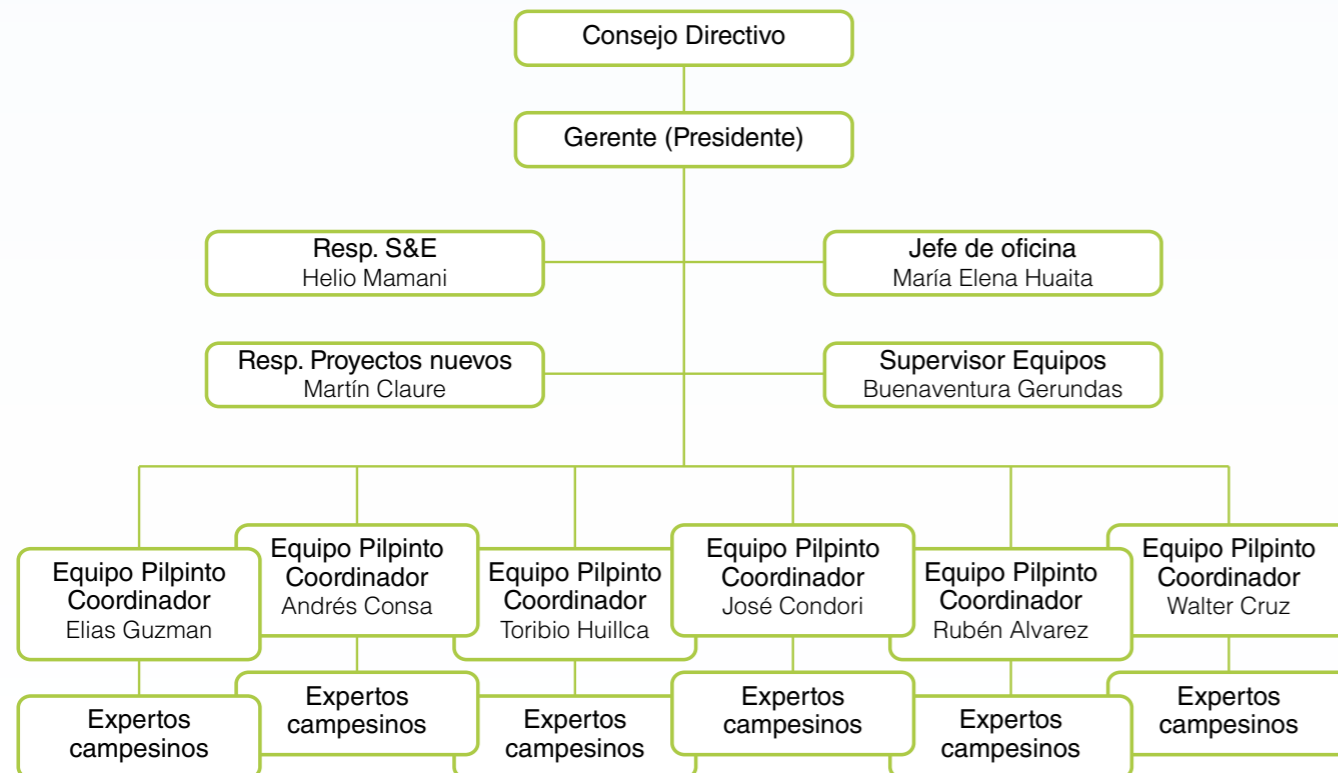 Consejo Directivo
Gerente (Presidente)
Resp. S&E
Helio Mamani
Jefe de oficina
María Elena Huaita
Resp. Proyectos nuevos
Martín Claure
Supervisor Equipos
Buenaventura Gerundas
Equipo Pilpinto
Coordinador
Elias Guzman
Equipo Pilpinto
Coordinador
Andrés Consa
Equipo Pilpinto
Coordinador
Toribio Huillca
Equipo Pilpinto
Coordinador
José Condori
Equipo Pilpinto
Coordinador
Rubén Alvarez
Equipo Pilpinto
Coordinador
Walter Cruz
Expertos
campesinos
Expertos
campesinos
Expertos
campesinos
Expertos
campesinos
Expertos
campesinos
Expertos
campesinos